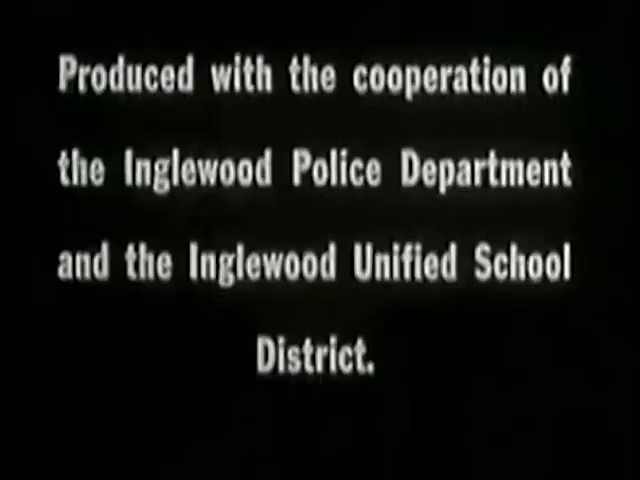 Produced with the cooperation of
the Inglewood Police Department
and the Inglewood Unified School
District.